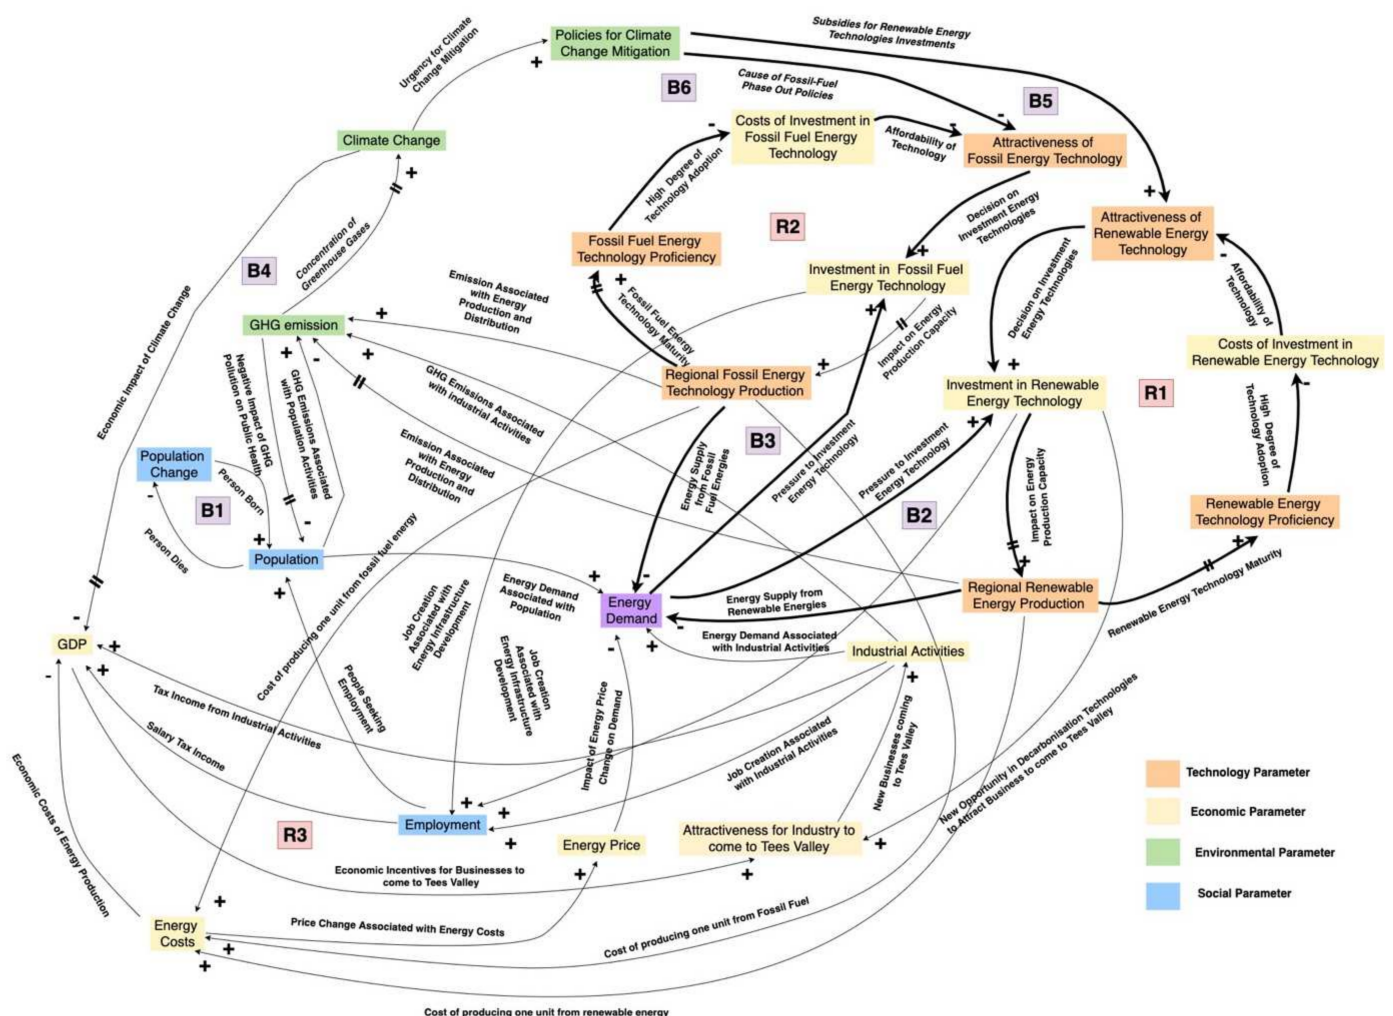 Subsidies for Renewable Energy
Technologies Investments
Policies for Climate
Change Mitigation
Urgency for Climate
Change Mitigation
+
B6
Cause of Fossil-Fuel
Phase Out Policies
B5
-
Costs of Investment in
Fossil Fuel Energy
Technology
-
-
Affordability of
Technology
Attractiveness of
Fossil Energy Technology
Climate Change
+
High Degree of
Technology Adoption
Decision on
Investment Energy
Technologies
+
Attractiveness of
Renewable Energy
Technology
R2
Fossil Fuel Energy
Technology Proficiency
Concentration of
Greenhouse Gases
B4
+
Investment in Fossil Fuel
Energy Technology
-
Affordability of
Technology
Decision on Investment
Energy Technologies
Emission Associated
with Energy
Production and
Distribution
+
Fossil Fuel Energy
Technology Maturity
+
+
GHG emission
Impact on Energy
Production Capacity
Economic Impact of Climate Change
+
-
+
Costs of Investment in
Renewable Energy Technology
Negative Impact of GHG
Pollution on Public Health
GHG Emissions Associated
with Population Activities
GHG Emissions Associated
with Industrial Activities
+
+
Regional Fossil Energy
Technology Production
Investment in Renewable
Energy Technology
R1
-
High Degree of
Technology Adoption
B3
+
Emission Associated
with Energy
Production and
Distribution
Energy Supply
from Fossil
Fuel Energies
Pressure to Investment
Energy Technology
Pressure to Investment
Energy Technology
Population
Change
Person Born
-
B1
-
B2
Impact on Energy
Production Capacity
Renewable Energy
Technology Proficiency
+
Person Dies
+
Population
+
+
Cost of producing one unit from fossil fuel energy
Job Creation
Associated with
Energy Infrastructure
Development
Energy Demand
Associated with
Population
+
-
Energy
Demand
Energy Supply from
Renewable Energies
-
Regional Renewable
Energy Production
Renewable Energy Technology Maturity
-
GDP
+
Energy Demand Associated
with Industrial Activities
+
-
Industrial Activities
-
+
+
Job Creation
Associated with
Energy Infrastructure
Development
People Seeking
Employment
Tax Income from Industrial Activities
Salary Tax Income
Impact of Energy Price
Change on Demand
Job Creation Associated
with Industrial Activities
New Businesses coming
to Tees Valley
New Opportunity in Decarbonisation Technologies
to Attract Business to come to Tees Valley
Economic Costs of Energy Production
+
+
Employment
+
R3
Energy Price
+
Attractiveness for Industry to
come to Tees Valley
+
+
Economic Incentives for Businesses to
come to Tees Valley
+
Energy
Costs
Price Change Associated with Energy Costs
+
+
Cost of producing one unit from Fossil Fuel
Cost of producing one unit from renewable energy
Technology Parameter
Economic Parameter
Environmental Parameter
Social Parameter